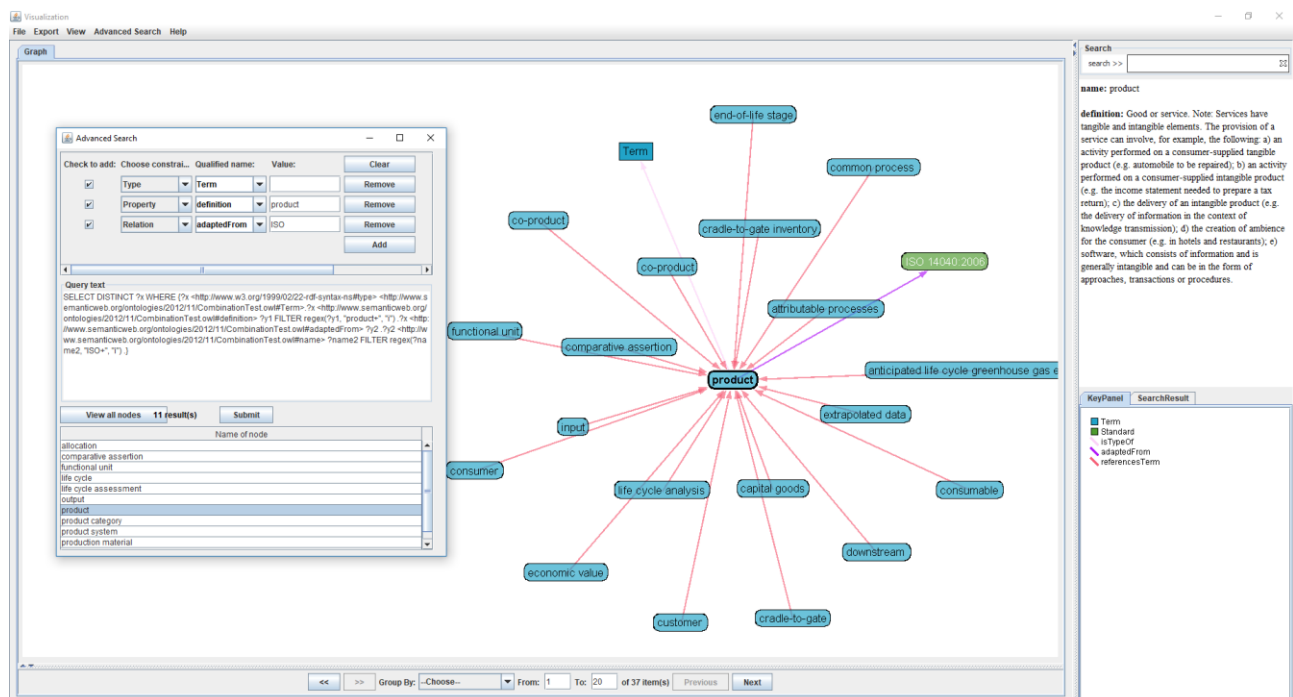 Visualization
File Export View Advanced Search Help
Graph
Advanced Search
Check to add: Choose constrai... Qualified name: Value: Clear
Type Term Remove
Property definition product Remove
Relation adaptedFrom ISO Remove
Add
Query text
SELECT DISTINCT ?x WHERE {?x <http://www.w3.org/1999/02/22-rdf-syntax-ns#type> <http://www.s
emanticweb.org/ontologies/2012/11/CombinationTest.owl#Term>.?x <http://www.semanticweb.org/
ontologies/2012/11/CombinationTest.owl#definition> ?y1 FILTER regex(?y1, "product+", "i") .?x <http:
//www.semanticweb.org/ontologies/2012/11/CombinationTest.owl#adaptedFrom> ?y2 .?y2 <http://w
ww.semanticweb.org/ontologies/2012/11/CombinationTest.owl#name> ?name2 FILTER regex(?na
me2, "ISO+", "i") .}
View all nodes 11 result(s) Submit
Name of node
allocation
comparative assertion
functional unit
life cycle
life cycle assessment
output
product
product category
product system
production material
end-of-life stage
Term
common process
co-product
cradle-to-gate inventory
co-product
ISO 14040:2006
attributable processes
functional unit
comparative assertion
anticipated life cycle greenhouse gas e
product
extrapolated data
input
consumer
life cycle analysis
capital goods
consumable
downstream
economic value
customer
cradle-to-gate
<< >> Group By: --Choose-- From: 1 To: 20 of 37 item(s) Previous Next
Search
search >>
name: product
definition: Good or service. Note: Services have
tangible and intangible elements. The provision of a
service can involve, for example, the following: a) an
activity performed on a consumer-supplied tangible
product (e.g. automobile to be repaired); b) an activity
performed on a consumer-supplied intangible product
(e.g. the income statement needed to prepare a tax
return); c) the delivery of an intangible product (e.g.
the delivery of information in the context of
knowledge transmission); d) the creation of ambience
for the consumer (e.g. in hotels and restaurants); e)
software, which consists of information and is
generally intangible and can be in the form of
approaches, transactions or procedures.
KeyPanel SearchResult
Term
Standard
isTypeOf
adaptedFrom
referencesTerm